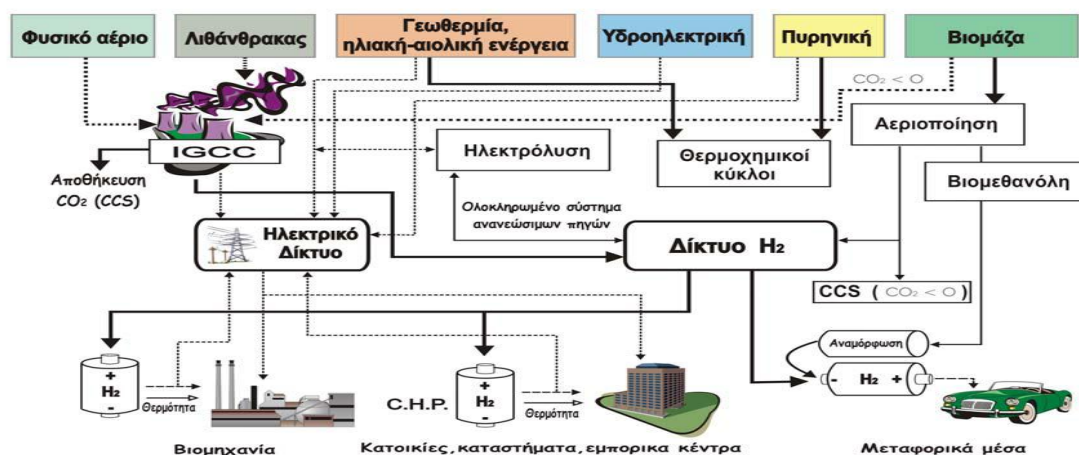 Φυσικό αέριο
Λιθάνθρακας
Γεωθερμία,
ηλιακή-αιολική ενέργεια
Υδροηλεκτρική
Πυρηνική
Βιομάζα
CO₂ < O
IGCC
Αποθήκευση
CO₂ (CCS)
Ηλεκτρόλυση
Θερμοχημικοί
κύκλοι
Αεριοποίηση
Βιομεθανόλη
Ολοκληρωμένο σύστημα
ανανεώσιμων πηγών
Ηλεκτρικό
Δίκτυο
Δίκτυο H₂
CCS ( CO₂ < O )
Αναμόρφωση
+
H₂
-
Θερμότητα
C.H.P.
+
H₂
-
Θερμότητα
- H₂ +
Βιομηχανία
Κατοικίες, καταστήματα, εμπορικα κέντρα
Μεταφορικά μέσα